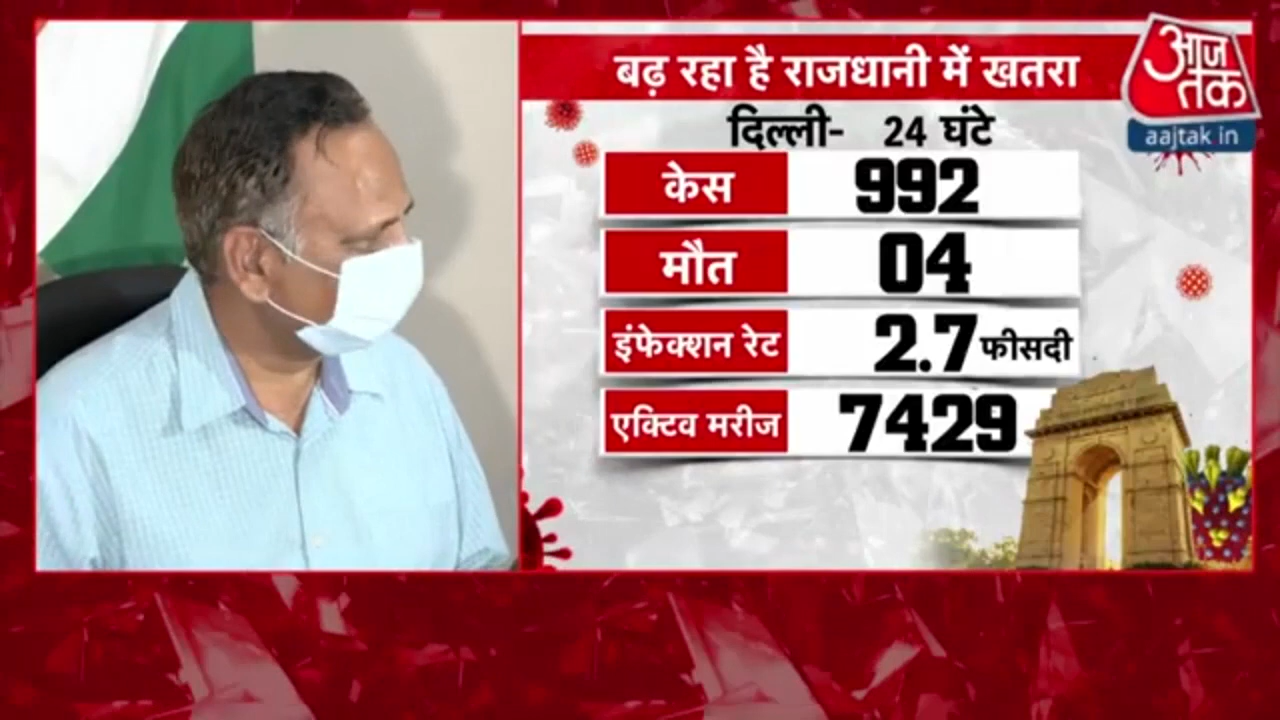 बढ़ रहा है राजधानी में खतरा
आज
तक
aajtak.in
दिल्ली- 24 घंटे
केस 992
मौत 04
इंफेक्शन रेट 2.7 फीसदी
एक्टिव मरीज 7429